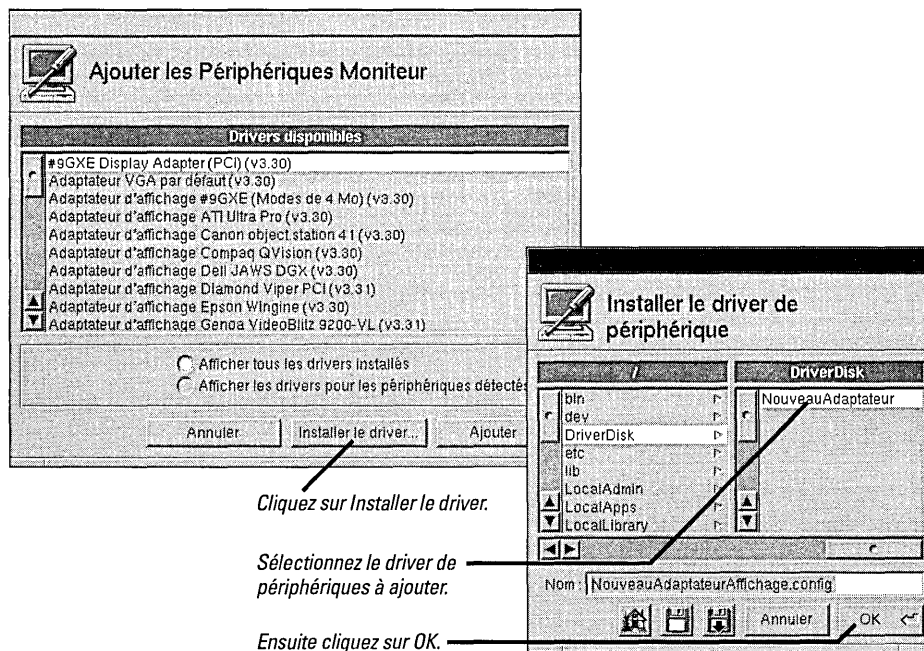 Ajouter les Périphériques Moniteur
Drivers disponibles
#9GXE Display Adapter (PCI) (v3.30)
Adaptateur VGA par défaut (v3.30)
Adaptateur d'affichage #9GXE (Modes de 4 Mo) (v3.30)
Adaptateur d'affichage ATI Ultra Pro (v3.30)
Adaptateur d'affichage Canon object.station 41 (v3.30)
Adaptateur d'affichage Compaq QVision (v3.30)
Adaptateur d'affichage Dell JAWS DGX (v3.30)
Adaptateur d'affichage Diamond Viper PCI (v3.31)
Adaptateur d'affichage Epson Wingine (v3.30)
Adaptateur d'affichage Genoa VideoBlitz 9200-VL (v3.31)
Afficher tous les drivers installés
Afficher les drivers pour les périphériques détectés
Annuler
Installer le driver...
Ajouter
Cliquez sur Installer le driver.
Sélectionnez le driver de
périphériques à ajouter.
Ensuite cliquez sur OK.
Installer le driver de
périphérique
/
DriverDisk
bin
dev
DriverDisk
etc
lib
LocalAdmin
LocalApps
LocalLibrary
NouveauAdaptateur
Nom : NouveauAdaptateurAffichage.config
Annuler
OK